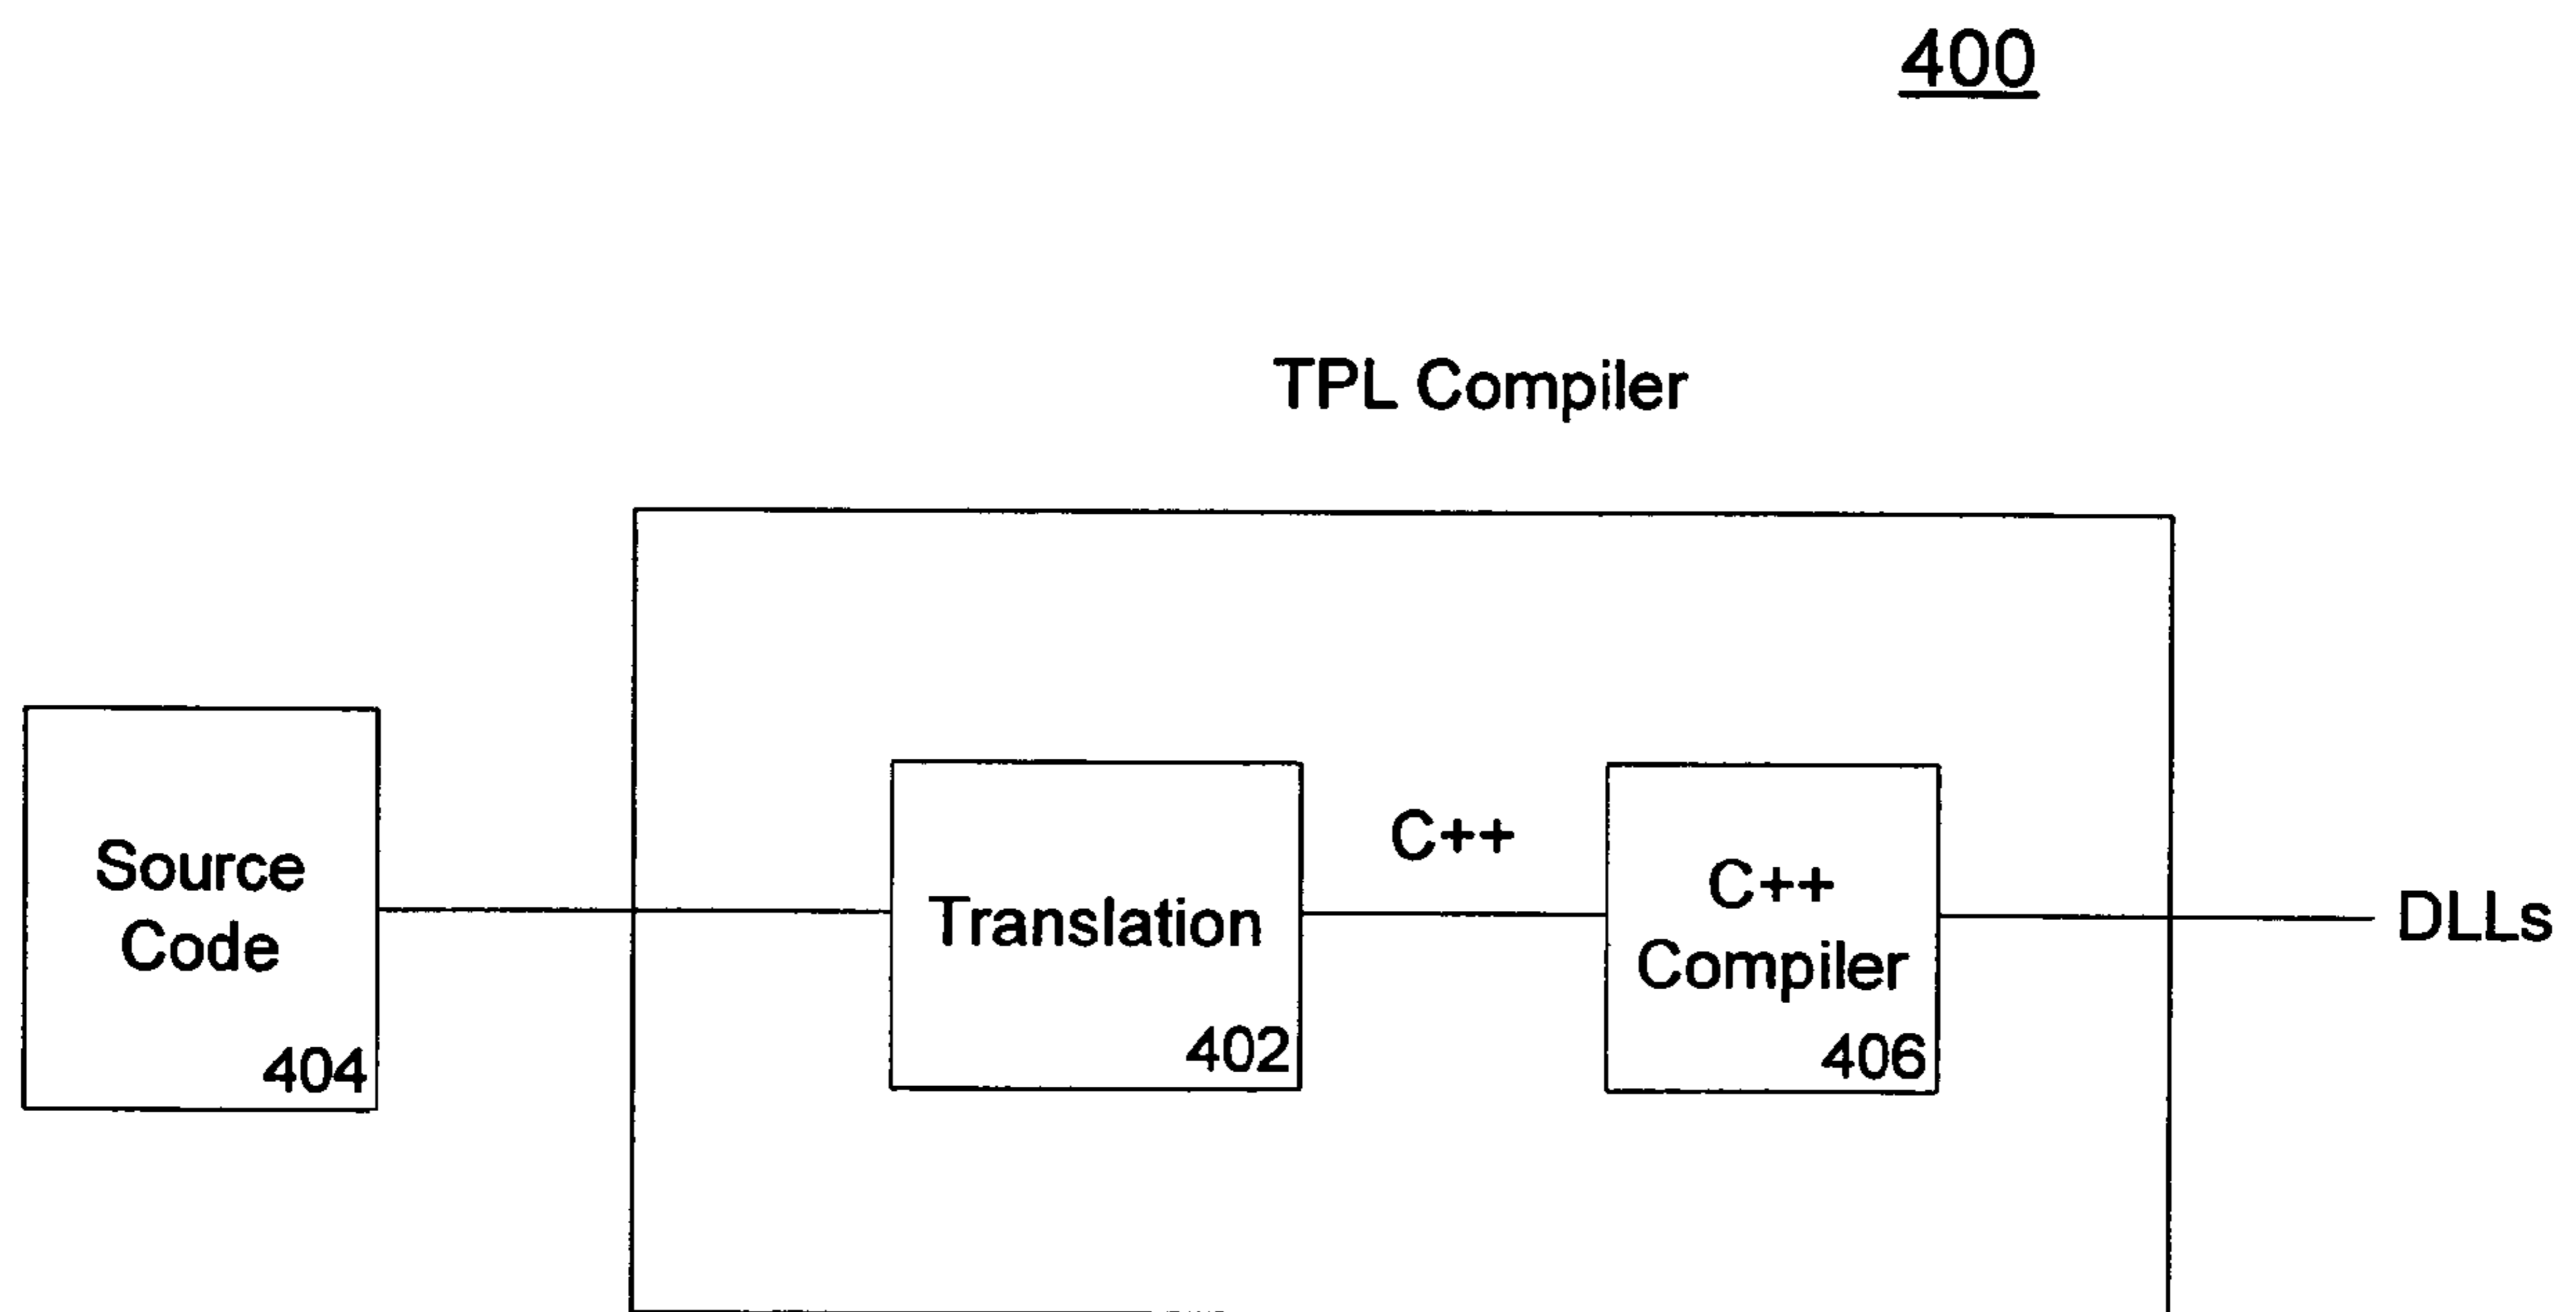 400
TPL Compiler
Source
Code
404
Translation
402
C++
C++
Compiler
406
DLLs